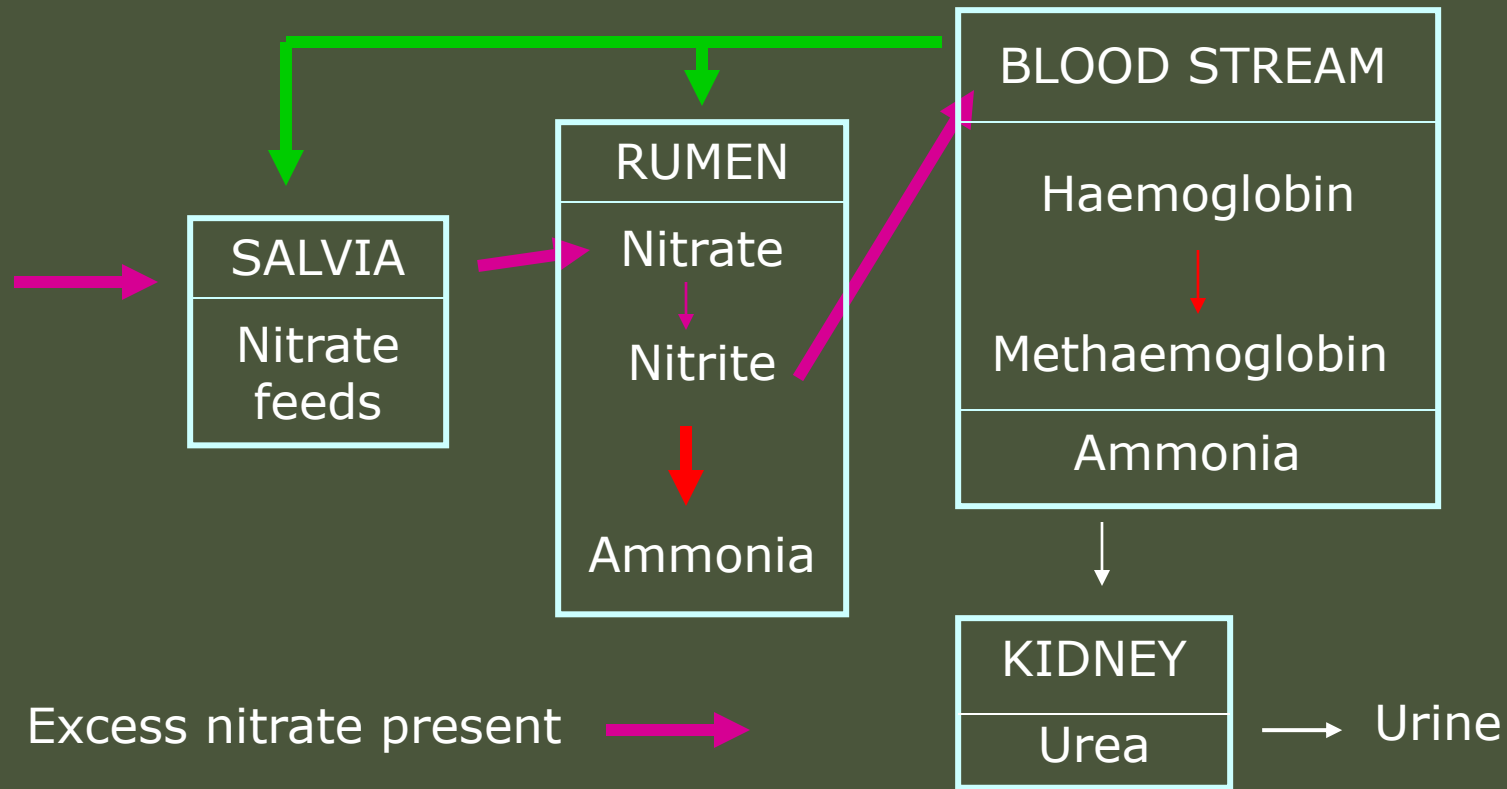 BLOOD STREAM
Haemoglobin
Methaemoglobin
Ammonia
RUMEN
Nitrate
Nitrite
Ammonia
SALVIA
Nitrate
feeds
KIDNEY
Urea
Urine
Excess nitrate present